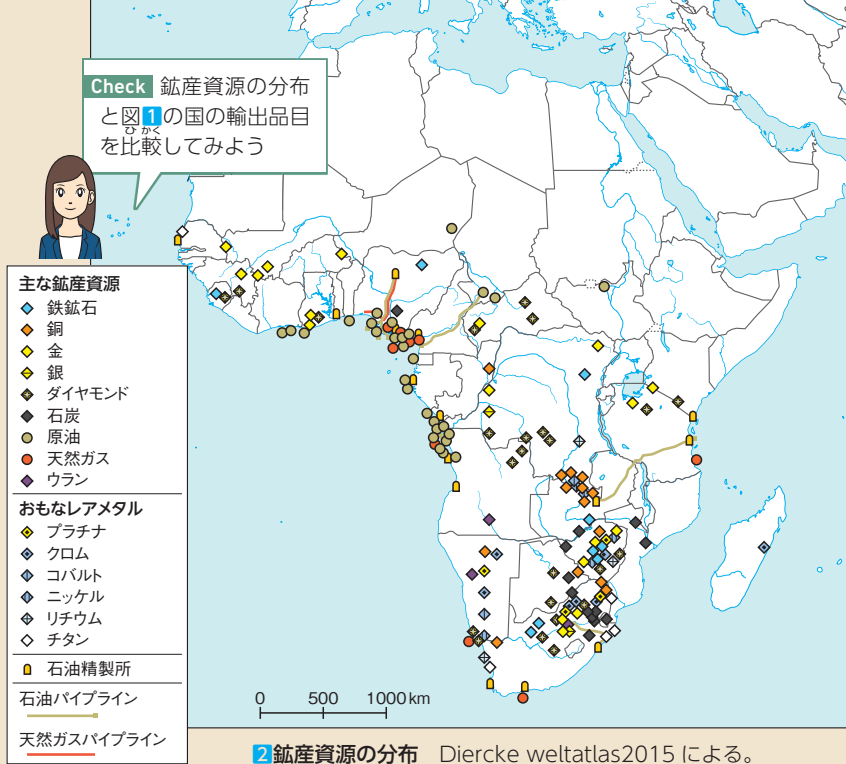 Check 鉱産資源の分布
と図1の国の輸出品目
ひかく
を比較してみよう
主な鉱産資源
鉄鉱石
銅
金
銀
ダイヤモンド
石炭
原油
天然ガス
ウラン
おもなレアメタル
プラチナ
クロム
コバルト
ニッケル
リチウム
チタン
石油精製所
石油パイプライン
天然ガスパイプライン
0 500 1000km
2鉱産資源の分布 Diercke weltatlas2015 による。